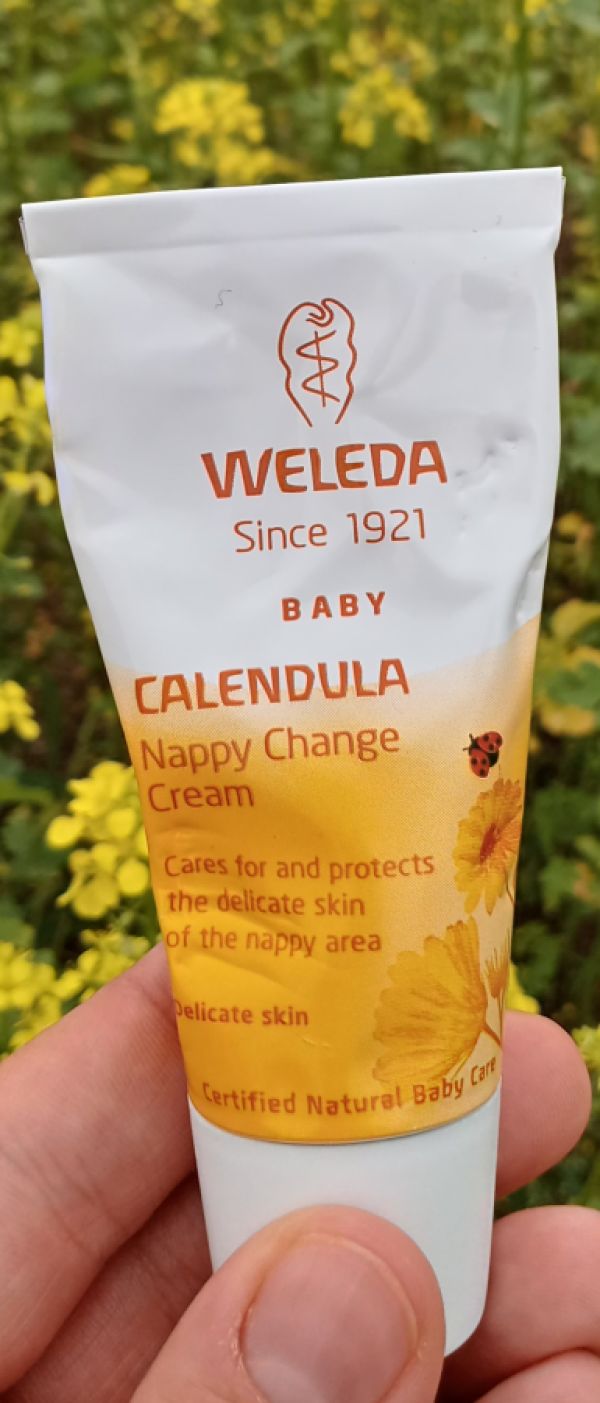 WELEDA
Since 1921
BABY
CALENDULA
Nappy Change
Cream
Cares for and protects
the delicate skin
of the nappy area
Delicate skin
Certified Natural Baby Care